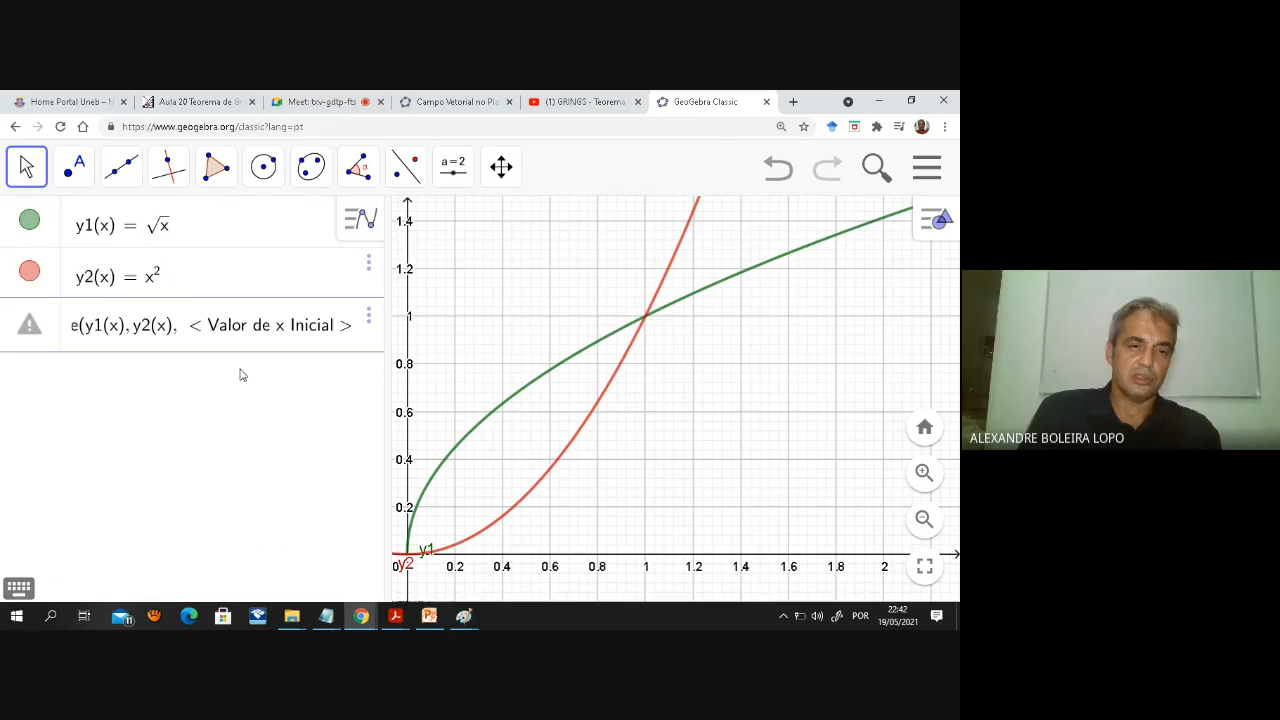 Home Portal Uneb – N
Aula 20 Teorema de G
Meet: txv-gdtp-fts
Campo Vetorial no Pl
(1) GRINGS - Teorema
GeoGebra Classic
https://www.geogebra.org/classic?lang=pt
A
α
a = 2
y1(x) = √x
y2(x) = x²
e(y1(x), y2(x), < Valor de x Inicial >
1.4
1.2
1
0.8
0.6
0.4
0.2
y1
y2
0 0.2 0.4 0.6 0.8 1 1.2 1.4 1.6 1.8 2
ALEXANDRE BOLEIRA LOPO
11
POR
22:42
19/05/2021